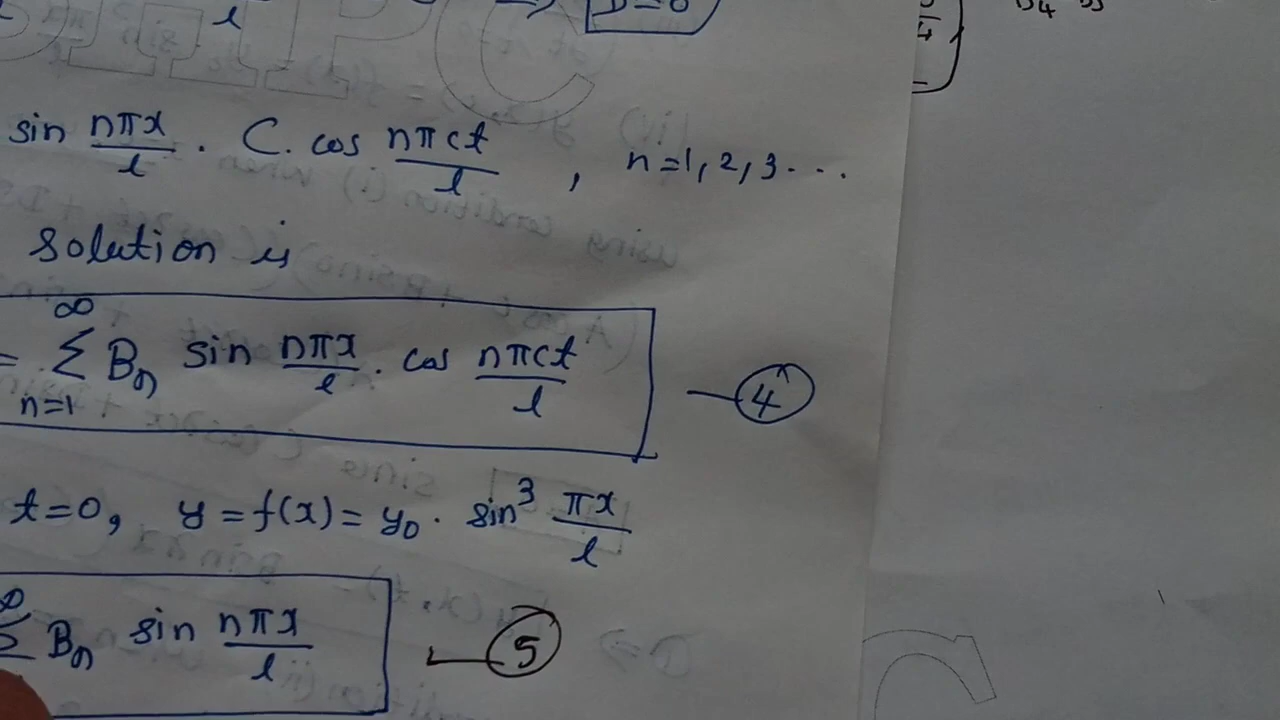 l D=0
sin nπx/l . C. cos nπct/l , n=1,2,3...
solution is
= ∑_{n=1}^{∞} B_n sin nπx/l . cos nπct/l — 4
t=0, y=f(x)= y_0 . sin^3 πx/l
∑^{∞} B_n sin nπx/l — 5